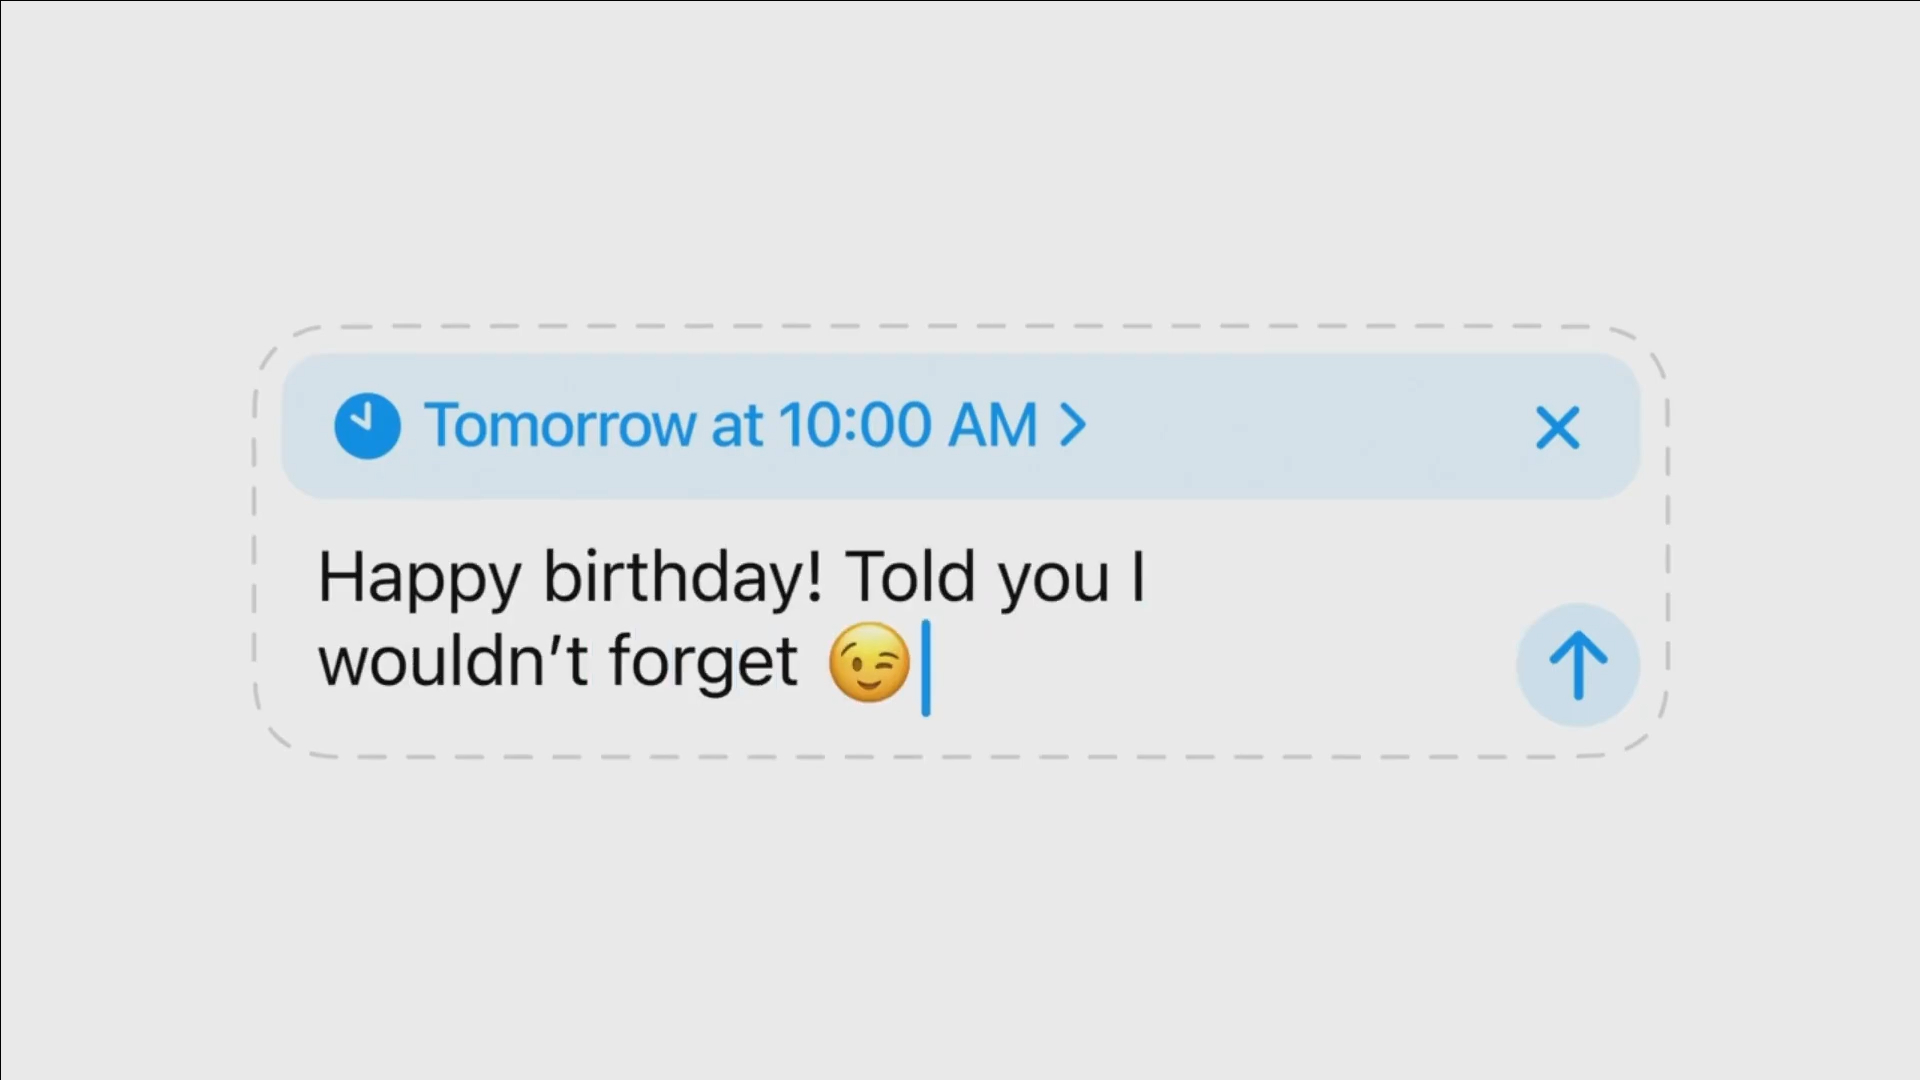 Tomorrow at 10:00 AM >
Happy birthday! Told you I
wouldn’t forget 😉